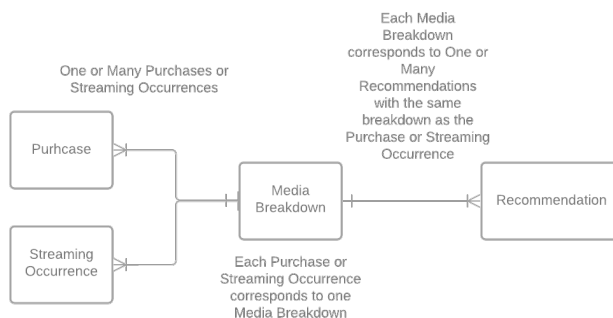 Each Media
Breakdown
corresponds to One or
Many
Recommendations
with the same
breakdown as the
Purchase or Streaming
Occurrence
One or Many Purchases or
Streaming Occurrences
Purhcase
Media
Breakdown
Recommendation
Streaming
Occurrence
Each Purchase or
Streaming Occurrence
corresponds to one
Media Breakdown